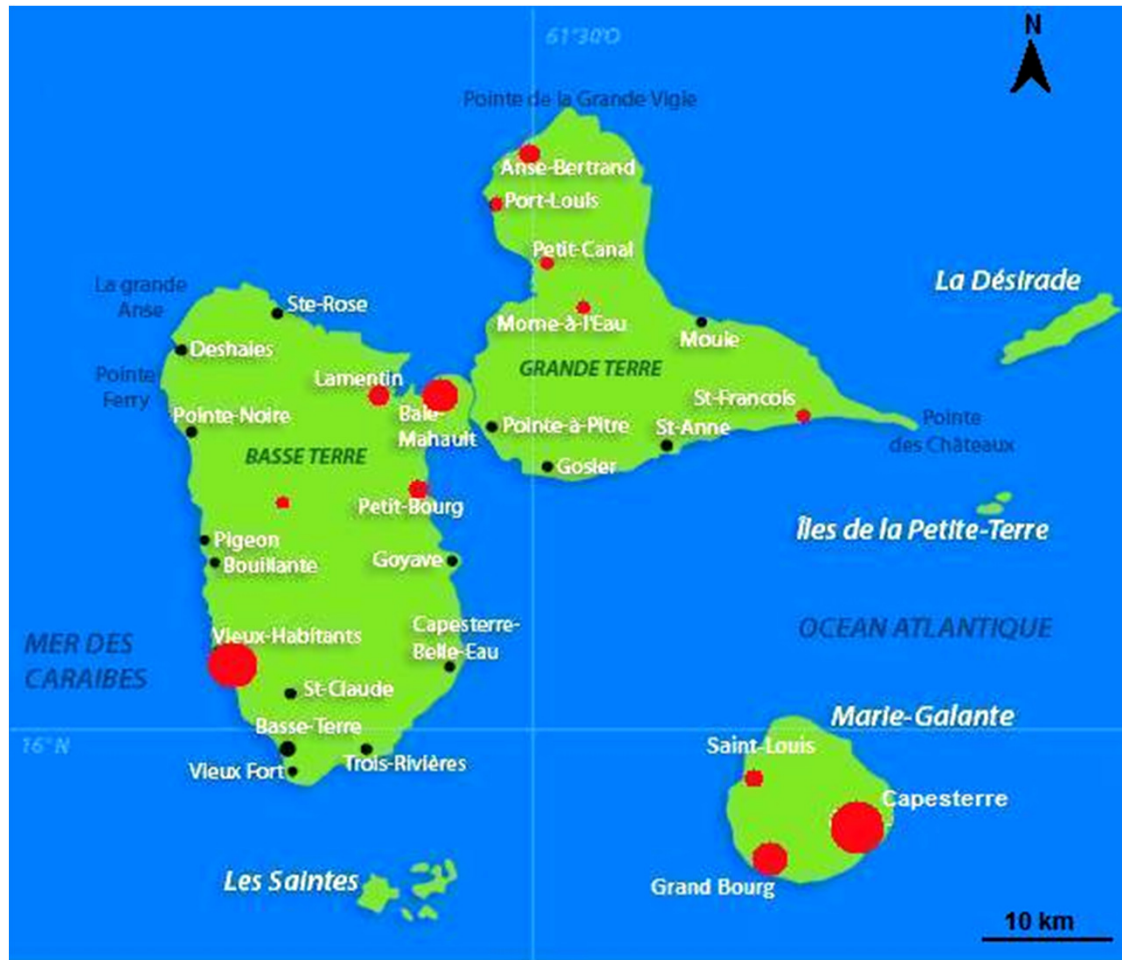 N
61°30'O
Pointe de la Grande Vigie
Anse-Bertrand
Port-Louis
Petit-Canal
La Désirade
La grande
Anse
Ste-Rose
Morne-à-l'Eau
Moule
Deshaies
GRANDE TERRE
Pointe
Ferry
Lamentin
St-Francois
Baie-
Mahault
Pointe-Noire
Pointe-à-Pitre
St-Anne
Pointe
des Châteaux
BASSE TERRE
Gosier
Petit-Bourg
Îles de la Petite-Terre
Pigeon
Bouillante
Goyave
Capesterre-
Belle-Eau
OCEAN ATLANTIQUE
Vieux-Habitants
MER DES
CARAIBES
St-Claude
Basse-Terre
Marie-Galante
16° N
Saint-Louis
Trois-Rivières
Vieux Fort
Capesterre
Les Saintes
Grand Bourg
10 km